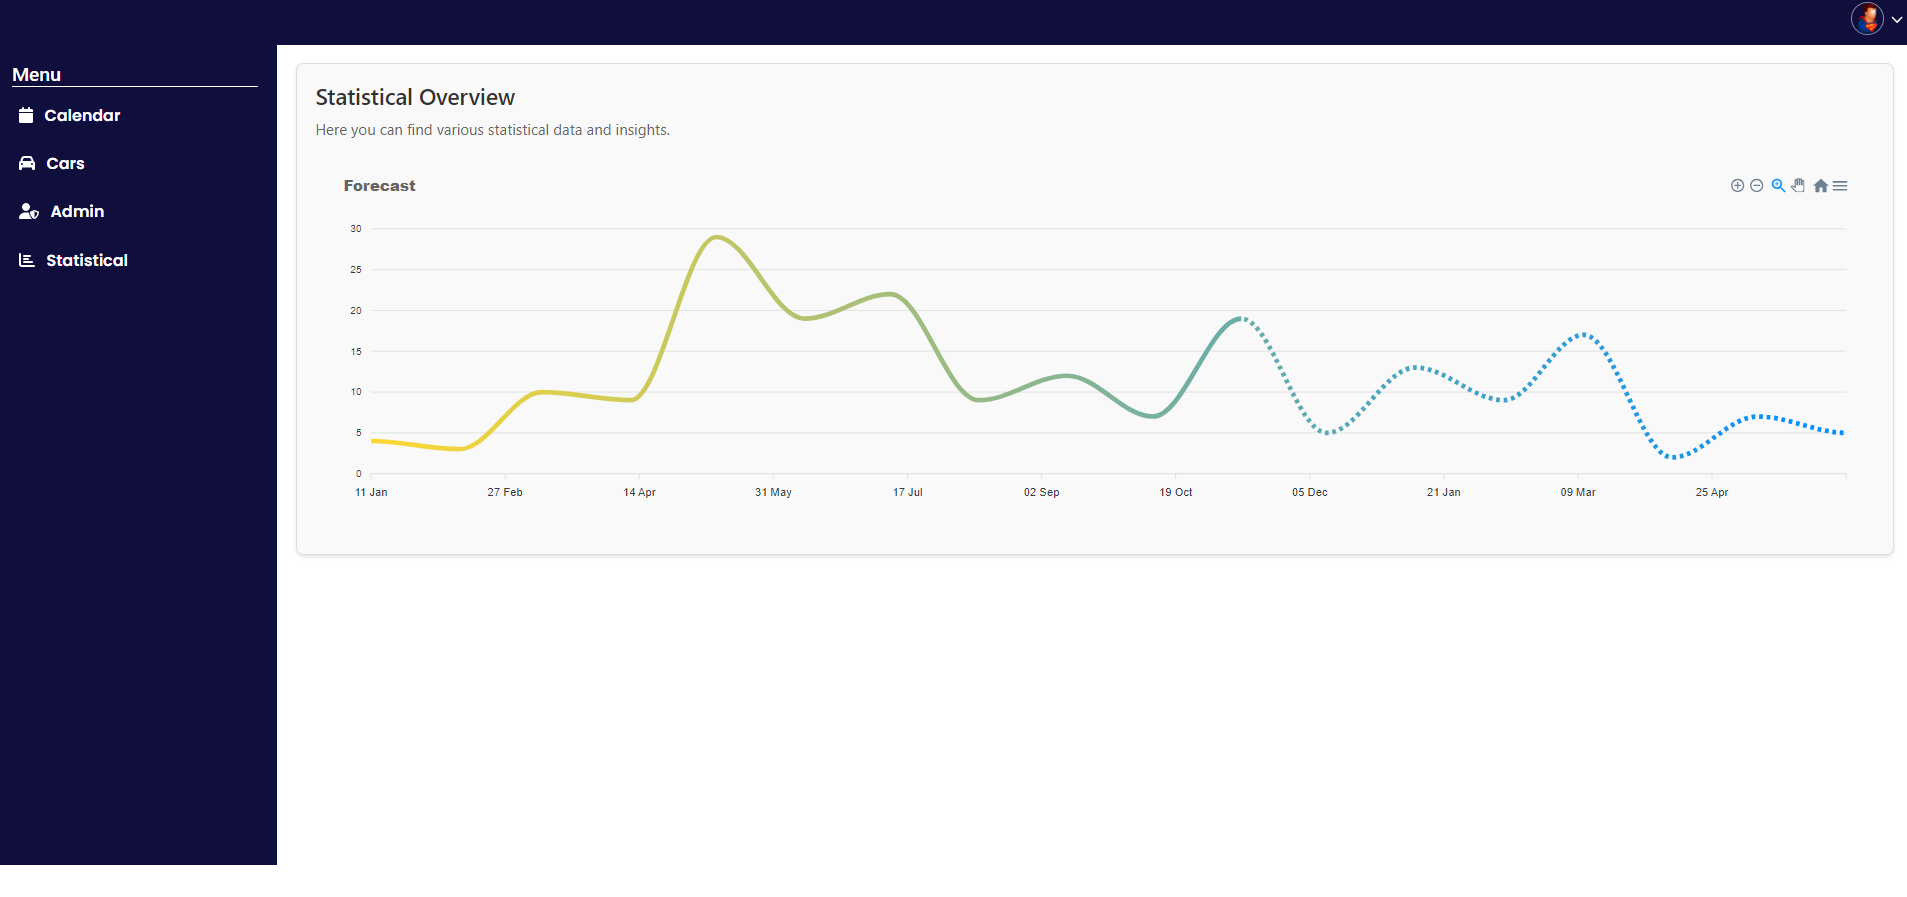 Menu
Calendar
Cars
Admin
Statistical
Statistical Overview
Here you can find various statistical data and insights.
Forecast
30
25
20
15
10
5
0
11 Jan 27 Feb 14 Apr 31 May 17 Jul 02 Sep 19 Oct 05 Dec 21 Jan 09 Mar 25 Apr